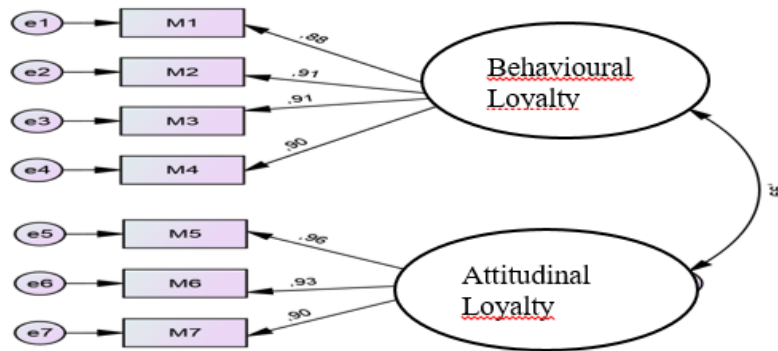 e1
M1
.88
e2
M2
.91
Behavioural
Loyalty
e3
M3
.91
e4
M4
.90
e5
M5
.96
e6
M6
.93
Attitudinal
Loyalty
e7
M7
.90